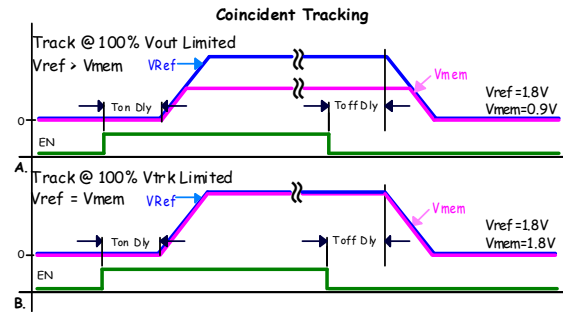 Coincident Tracking
Track @ 100% Vout Limited
Vref > Vmem
VRef
Vmem
Vref=1.8V
Vmem=0.9V
Ton Dly
Toff Dly
0
EN
A.
Track @ 100% Vtrk Limited
Vref = Vmem
VRef
Vmem
Vref=1.8V
Vmem=1.8V
Ton Dly
Toff Dly
0
EN
B.